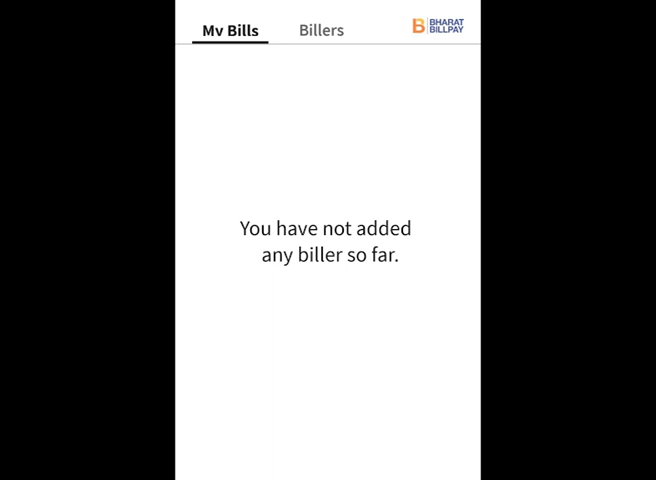 My Bills
Billers
BHARAT
BILLPAY
You have not added
any biller so far.